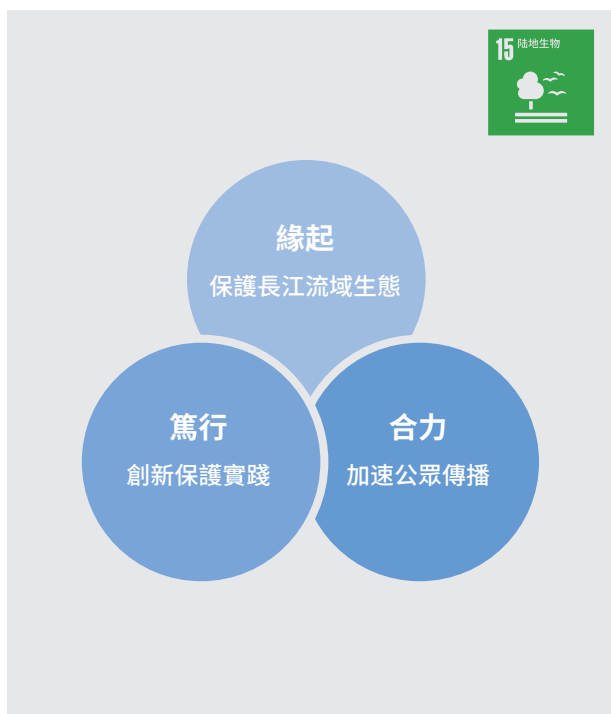 15 陆地生物
緣起
保護長江流域生態
篤行
創新保護實踐
合力
加速公眾傳播